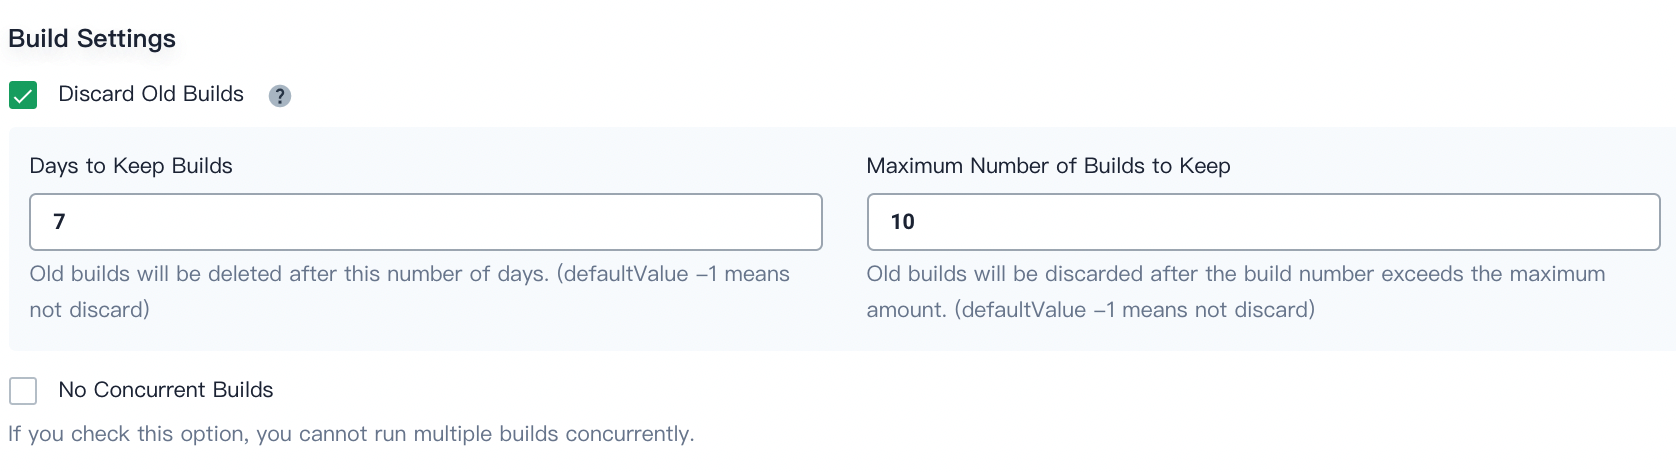 Build Settings
Discard Old Builds ?
Days to Keep Builds
7
Old builds will be deleted after this number of days. (defaultValue -1 means
not discard)
Maximum Number of Builds to Keep
10
Old builds will be discarded after the build number exceeds the maximum
amount. (defaultValue -1 means not discard)
No Concurrent Builds
If you check this option, you cannot run multiple builds concurrently.